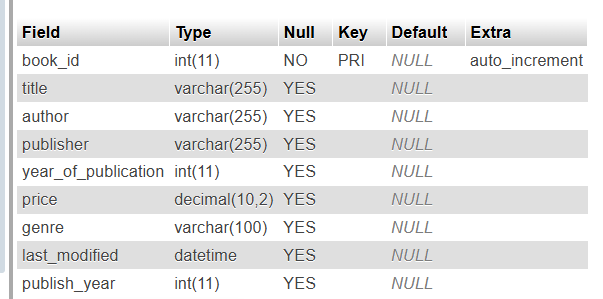 Field Type Null Key Default Extra
book_id int(11) NO PRI NULL auto_increment
title varchar(255) YES NULL
author varchar(255) YES NULL
publisher varchar(255) YES NULL
year_of_publication int(11) YES NULL
price decimal(10,2) YES NULL
genre varchar(100) YES NULL
last_modified datetime YES NULL
publish_year int(11) YES NULL